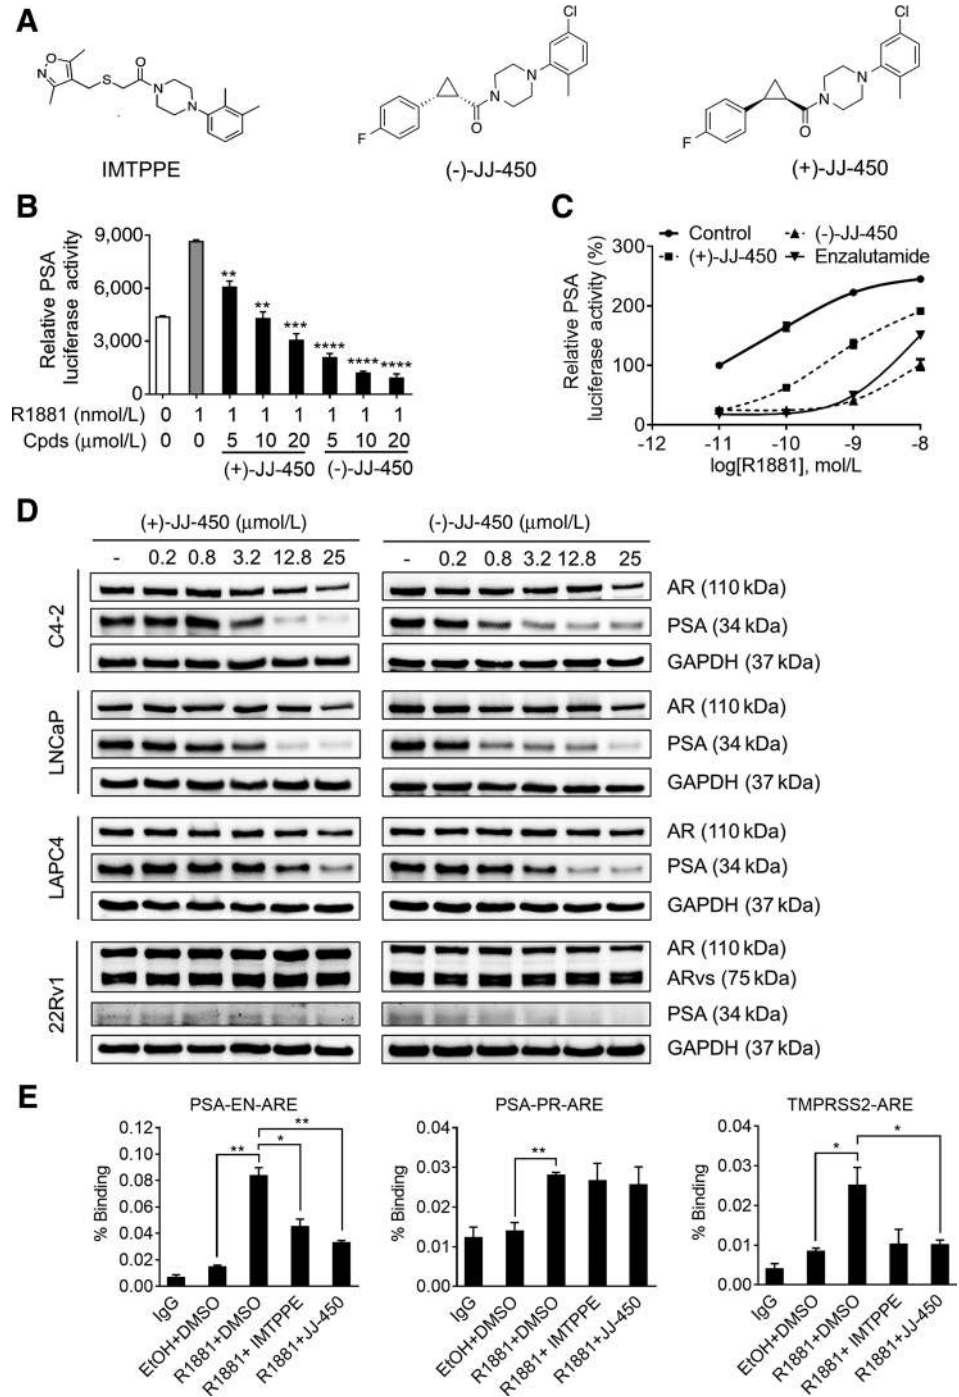 A
IMTPPE
(-)-JJ-450
(+)-JJ-450
O
N
S
O
N
N
F
O
N
N
Cl
F
O
N
N
Cl
B
Relative PSA
luciferase activity
9,000
6,000
3,000
0
** ** *** **** **** ****
R1881 (nmol/L) 0 1 1 1 1 1 1 1
Cpds (μmol/L) 0 0 5 10 20 5 10 20
(+)-JJ-450 (-)-JJ-450
C
Control (-)-JJ-450
(+)-JJ-450 Enzalutamide
Relative PSA
luciferase activity (%)
300
200
100
0
-12 -11 -10 -9 -8
log[R1881], mol/L
D
(+)-JJ-450 (μmol/L) (-)-JJ-450 (μmol/L)
- 0.2 0.8 3.2 12.8 25 - 0.2 0.8 3.2 12.8 25
C4-2
AR (110 kDa)
PSA (34 kDa)
GAPDH (37 kDa)
LNCaP
AR (110 kDa)
PSA (34 kDa)
GAPDH (37 kDa)
LAPC4
AR (110 kDa)
PSA (34 kDa)
GAPDH (37 kDa)
22Rv1
AR (110 kDa)
ARvs (75 kDa)
PSA (34 kDa)
GAPDH (37 kDa)
E
PSA-EN-ARE
% Binding
0.12
0.10
0.08
0.06
0.04
0.02
0.00
**
*
**
IgG
EtOH+DMSO
R1881+DMSO
R1881+ IMTPPE
R1881+JJ-450
PSA-PR-ARE
% Binding
0.04
0.03
0.02
0.01
0.00
**
IgG
EtOH+DMSO
R1881+DMSO
R1881+ IMTPPE
R1881+JJ-450
TMPRSS2-ARE
% Binding
0.04
0.03
0.02
0.01
0.00
*
*
IgG
EtOH+DMSO
R1881+DMSO
R1881+ IMTPPE
R1881+JJ-450